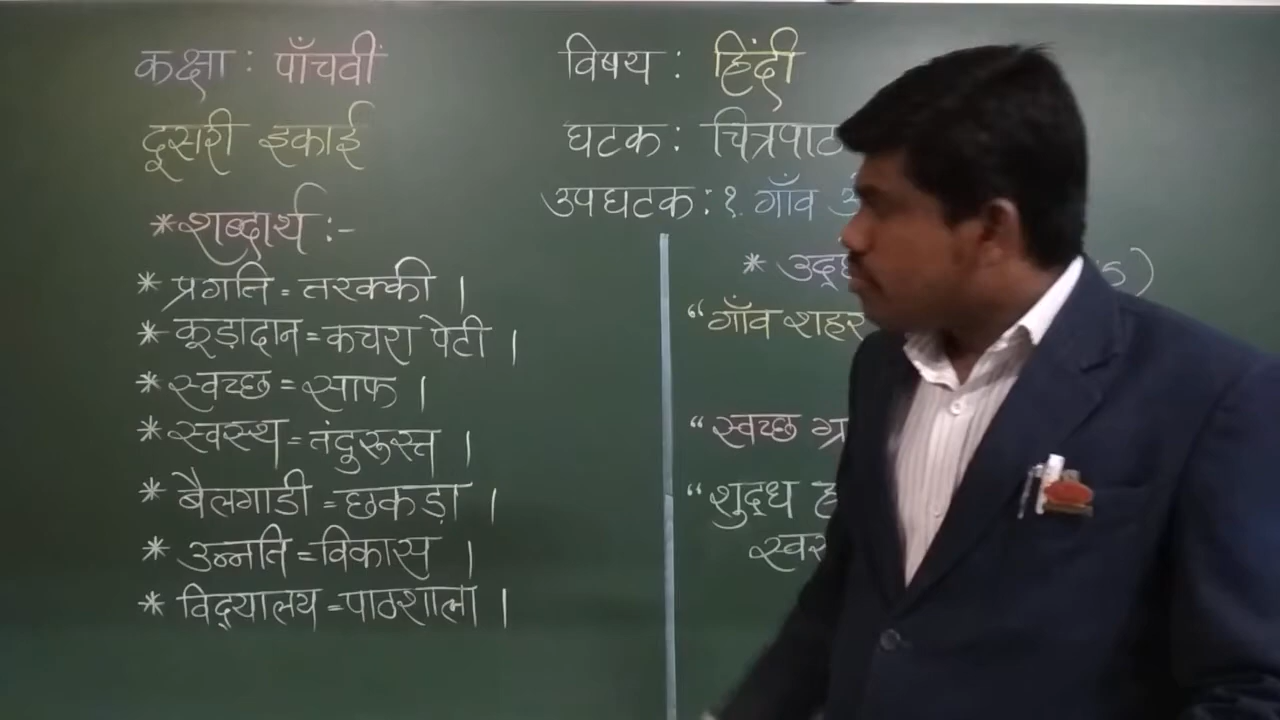 कक्षा : पाँचवीं
दूसरी इकाई
* शब्दार्थ :-
* प्रगति = तरक्की ।
* कूड़ादान = कचरा पेटी ।
* स्वच्छ = साफ ।
* स्वस्थ = तंदुरूस्त ।
* बैलगाडी = छकड़ा ।
* उन्नति = विकास ।
* विद्यालय = पाठशाला ।
विषय : हिंदी
घटक : चित्रपाठ
उपघटक : १. गाँव
*
“गाँव शहर
“स्वच्छ
“शुद्ध